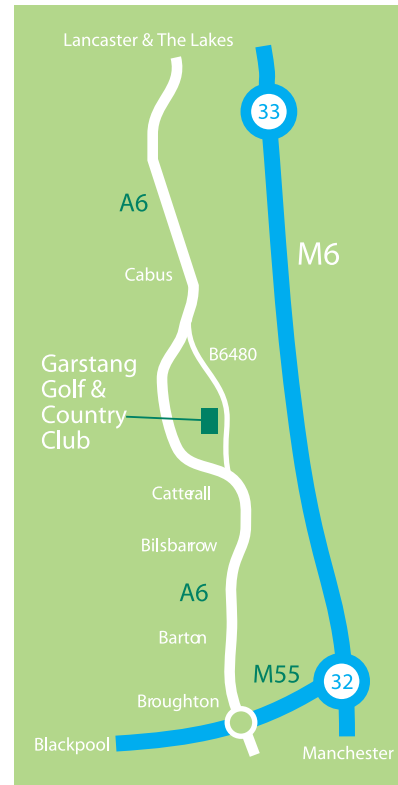 Lancaster & The Lakes
33
A6
M6
Cabus
B6480
Garstang
Golf &
Country
Club
Catterall
Bilsbarrow
A6
Barton
M55
32
Broughton
Blackpool
Manchester